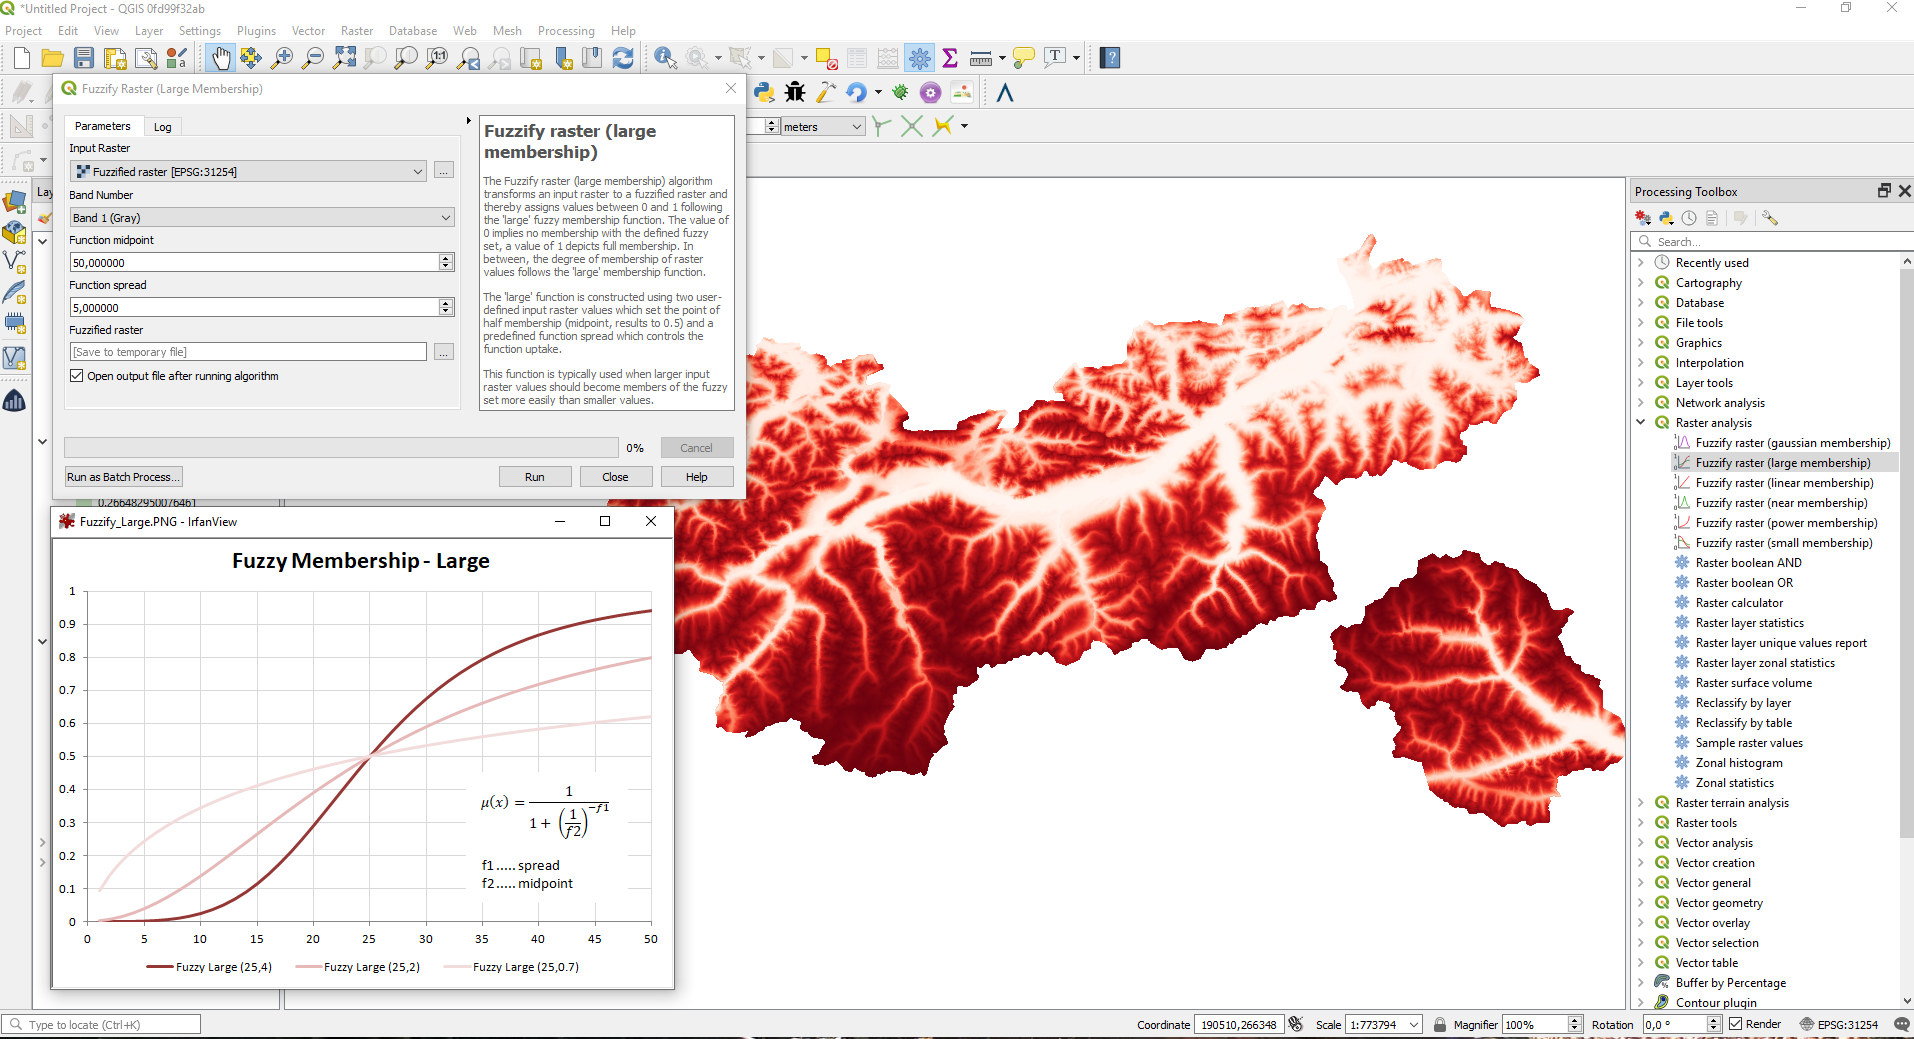 *Untitled Project - QGIS 0fd99f32ab
Project Edit View Layer Settings Plugins Vector Raster Database Web Mesh Processing Help
1:1
T
?
Fuzzify Raster (Large Membership)
Parameters Log
Input Raster
Fuzzified raster [EPSG:31254]
...
Band Number
Band 1 (Gray)
Function midpoint
50,000000
Function spread
5,000000
Fuzzified raster
[Save to temporary file]
...
Open output file after running algorithm
Fuzzify raster (large
membership)
The Fuzzify raster (large membership) algorithm
transforms an input raster to a fuzzified raster and
thereby assigns values between 0 and 1 following
the 'large' fuzzy membership function. The value of
0 implies no membership with the defined fuzzy
set, a value of 1 depicts full membership. In
between, the degree of membership of raster
values follows the 'large' membership function.
The 'large' function is constructed using two user-
defined input raster values which set the point of
half membership (midpoint, results to 0.5) and a
predefined function spread which controls the
function uptake.
This function is typically used when larger input
raster values should become members of the fuzzy
set more easily than smaller values.
0%
Cancel
Run as Batch Process...
Run
Close
Help
meters
Lay
0.266482950076461
Fuzzify_Large.PNG - IrfanView
Fuzzy Membership - Large
1
0.9
0.8
0.7
0.6
0.5
0.4
0.3
0.2
0.1
0
0 5 10 15 20 25 30 35 40 45 50
μ(x) = 1 / (1 + (1/f2)^−f1)
f1.....spread
f2.....midpoint
Fuzzy Large (25,4) Fuzzy Large (25,2) Fuzzy Large (25,0.7)
Processing Toolbox
Search...
Recently used
Cartography
Database
File tools
Graphics
Interpolation
Layer tools
Network analysis
Raster analysis
Fuzzify raster (gaussian membership)
Fuzzify raster (large membership)
Fuzzify raster (linear membership)
Fuzzify raster (near membership)
Fuzzify raster (power membership)
Fuzzify raster (small membership)
Raster boolean AND
Raster boolean OR
Raster calculator
Raster layer statistics
Raster layer unique values report
Raster layer zonal statistics
Raster surface volume
Reclassify by layer
Reclassify by table
Sample raster values
Zonal histogram
Zonal statistics
Raster terrain analysis
Raster tools
Vector analysis
Vector creation
Vector general
Vector geometry
Vector overlay
Vector selection
Vector table
Buffer by Percentage
Contour plugin
Type to locate (Ctrl+K)
Coordinate 190510,266348 Scale 1:773794 Magnifier 100% Rotation 0,0 ° Render EPSG:31254